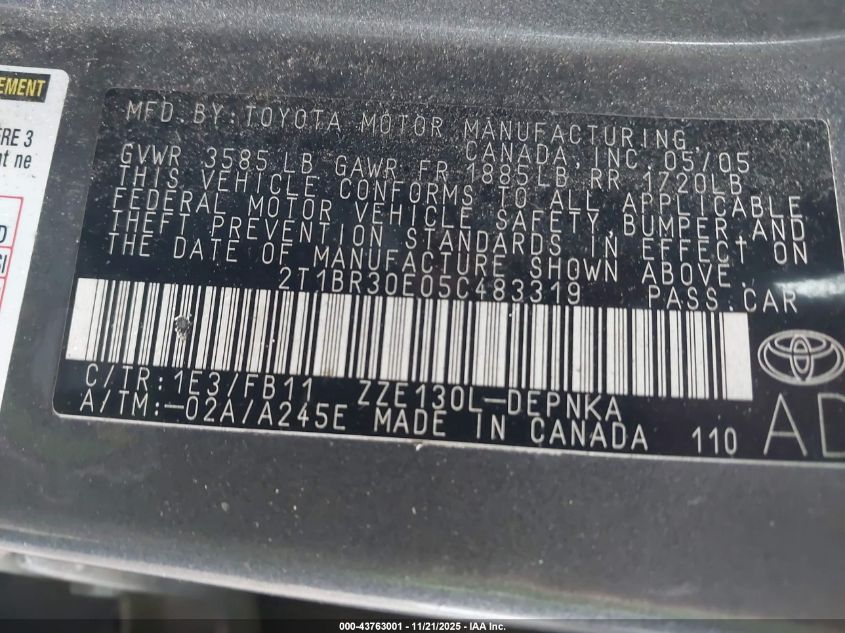 EMENT
ÈRE 3
nt ne
D
SI
MFD. BY: TOYOTA MOTOR MANUFACTURING
CANADA, INC. 05/05
GVWR 3585 LB GAWR FR 1885LB RR 1720LB
THIS VEHICLE CONFORMS TO ALL APPLICABLE
FEDERAL MOTOR VEHICLE SAFETY, BUMPER, AND
THEFT PREVENTION STANDARDS IN EFFECT ON
THE DATE OF MANUFACTURE SHOWN ABOVE.
2T1BR30E05C483319 PASS. CAR
C/TR: 1E3/FB11 ZZE130L-DEPNKA
A/TM:-02A/A245E MADE IN CANADA 110 AD
000-43763001 - 11/21/2025 - IAA Inc.